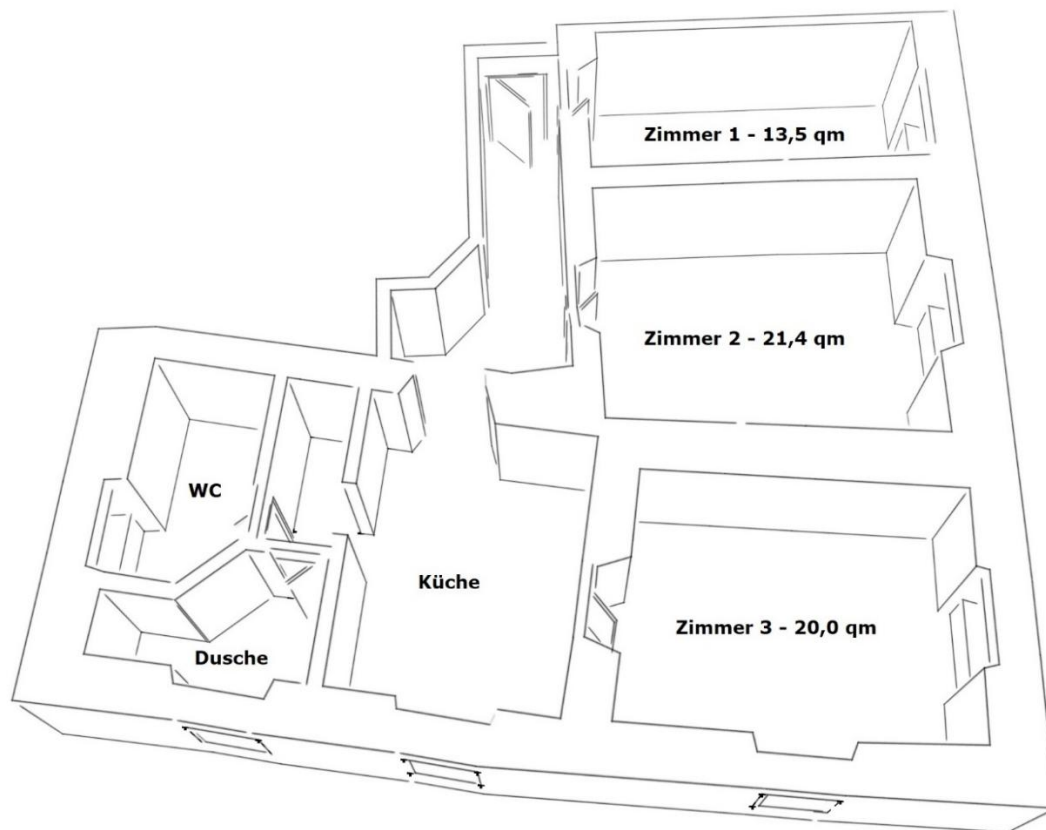 Zimmer 1 - 13,5 qm
Zimmer 2 - 21,4 qm
WC
Küche
Zimmer 3 - 20,0 qm
Dusche